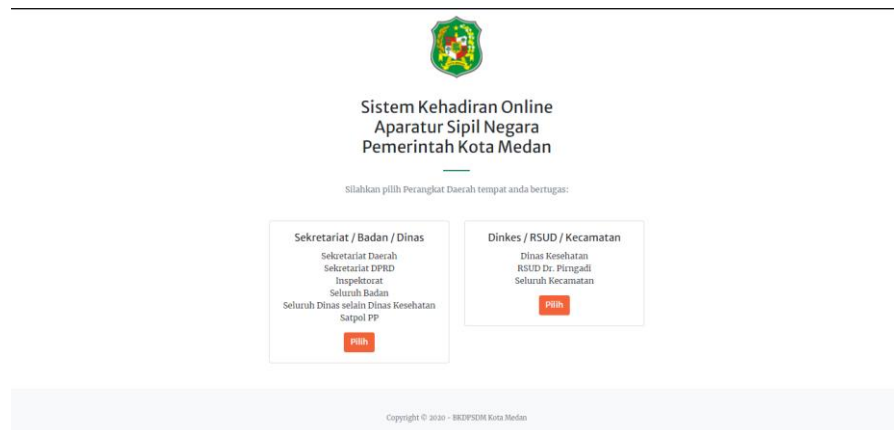 Sistem Kehadiran Online
Aparatur Sipil Negara
Pemerintah Kota Medan
Silahkan pilih Perangkat Daerah tempat anda bertugas:
Sekretariat / Badan / Dinas
Sekretariat Daerah
Sekretariat DPRD
Inspektorat
Seluruh Badan
Seluruh Dinas selain Dinas Kesehatan
Satpol PP
Pilih
Dinkes / RSUD / Kecamatan
Dinas Kesehatan
RSUD Dr. Pirngadi
Seluruh Kecamatan
Pilih
Copyright © 2020 - BKDPSDM Kota Medan